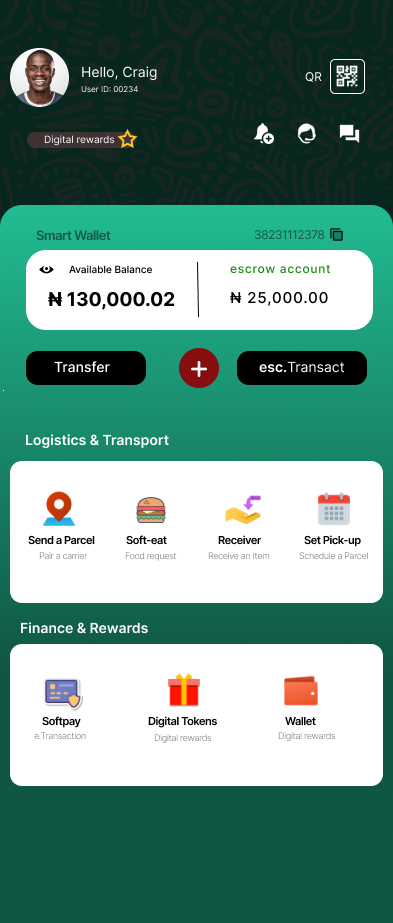 Hello, Craig
User ID: 00234
QR
Digital rewards
Smart Wallet
38231112378
Available Balance
escrow account
₦ 130,000.02
₦ 25,000.00
Transfer
esc.Transact
Logistics & Transport
Send a Parcel
Soft-eat
Receiver
Set Pick-up
Pair a carrier
Food request
Receive an Item
Schedule a Parcel
Finance & Rewards
Softpay
Digital Tokens
Wallet
e.Transaction
Digital rewards
Digital rewards